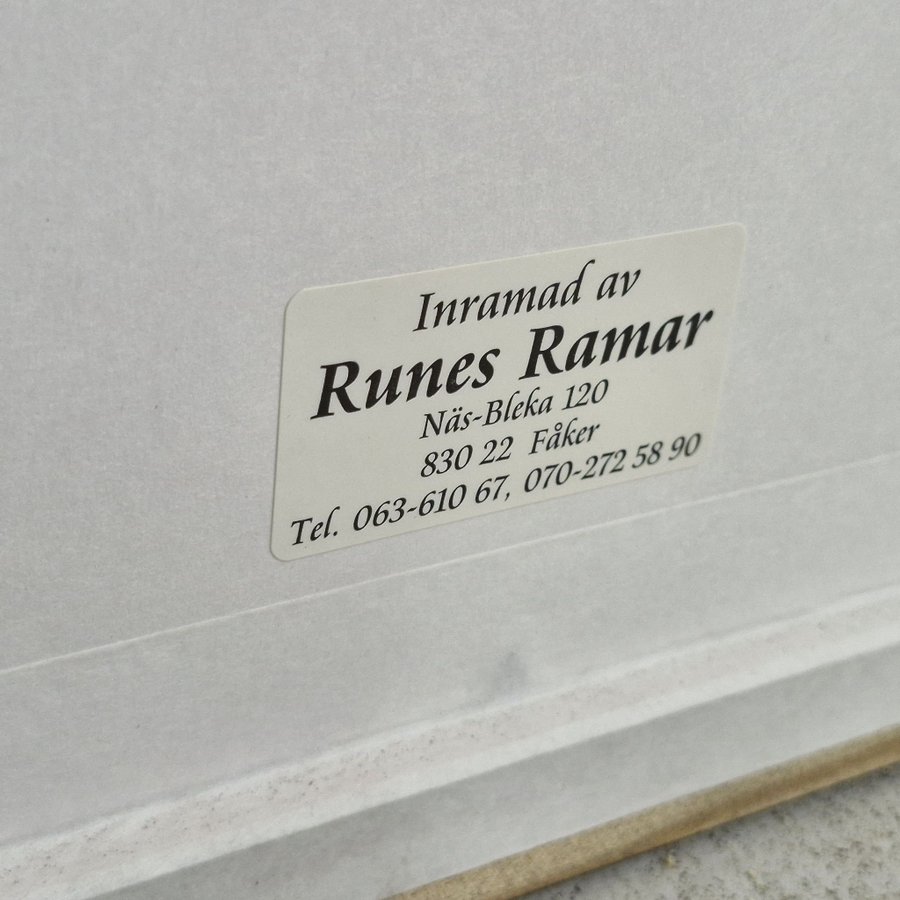 Inramad av
Runes Ramar
Näs-Bleka 120
830 22 Fåker
Tel. 063-610 67, 070-272 58 90